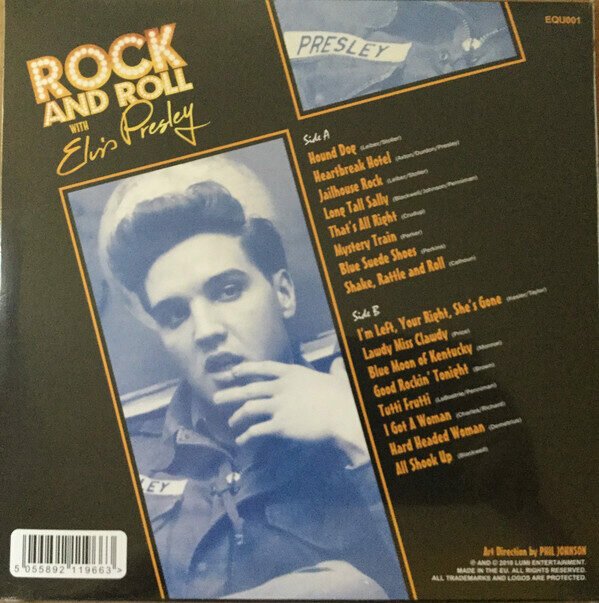 EQU001
ROCK
AND ROLL
WITH
Elvis Presley
PRESLEY
Side A
Hound Dog (Leiber/Stoller)
Heartbreak Hotel (Axton/Durdon/Presley)
Jailhouse Rock (Leiber/Stoller)
Long Tall Sally (Blackwell/Johnson/Penniman)
That's All Right (Crudup)
Mystery Train (Parker)
Blue Suede Shoes (Perkins)
Shake, Rattle and Roll (Calhoun)
Side B
I'm Left, Your Right, She's Gone (Kesler/Taylor)
Lawdy Miss Clawdy (Price)
Blue Moon of Kentucky (Monroe)
Good Rockin' Tonight (Brown)
Tutti Frutti (LaBostrie/Penniman)
I Got A Woman (Charles/Richard)
Hard Headed Woman (Demetrius)
All Shook Up (Blackwell)
EY
5 055892 119663 >
Art Direction by PHIL JOHNSON
℗ AND © 2016 LUMI ENTERTAINMENT.
MADE IN THE EU. ALL RIGHTS RESERVED.
ALL TRADEMARKS AND LOGOS ARE PROTECTED.